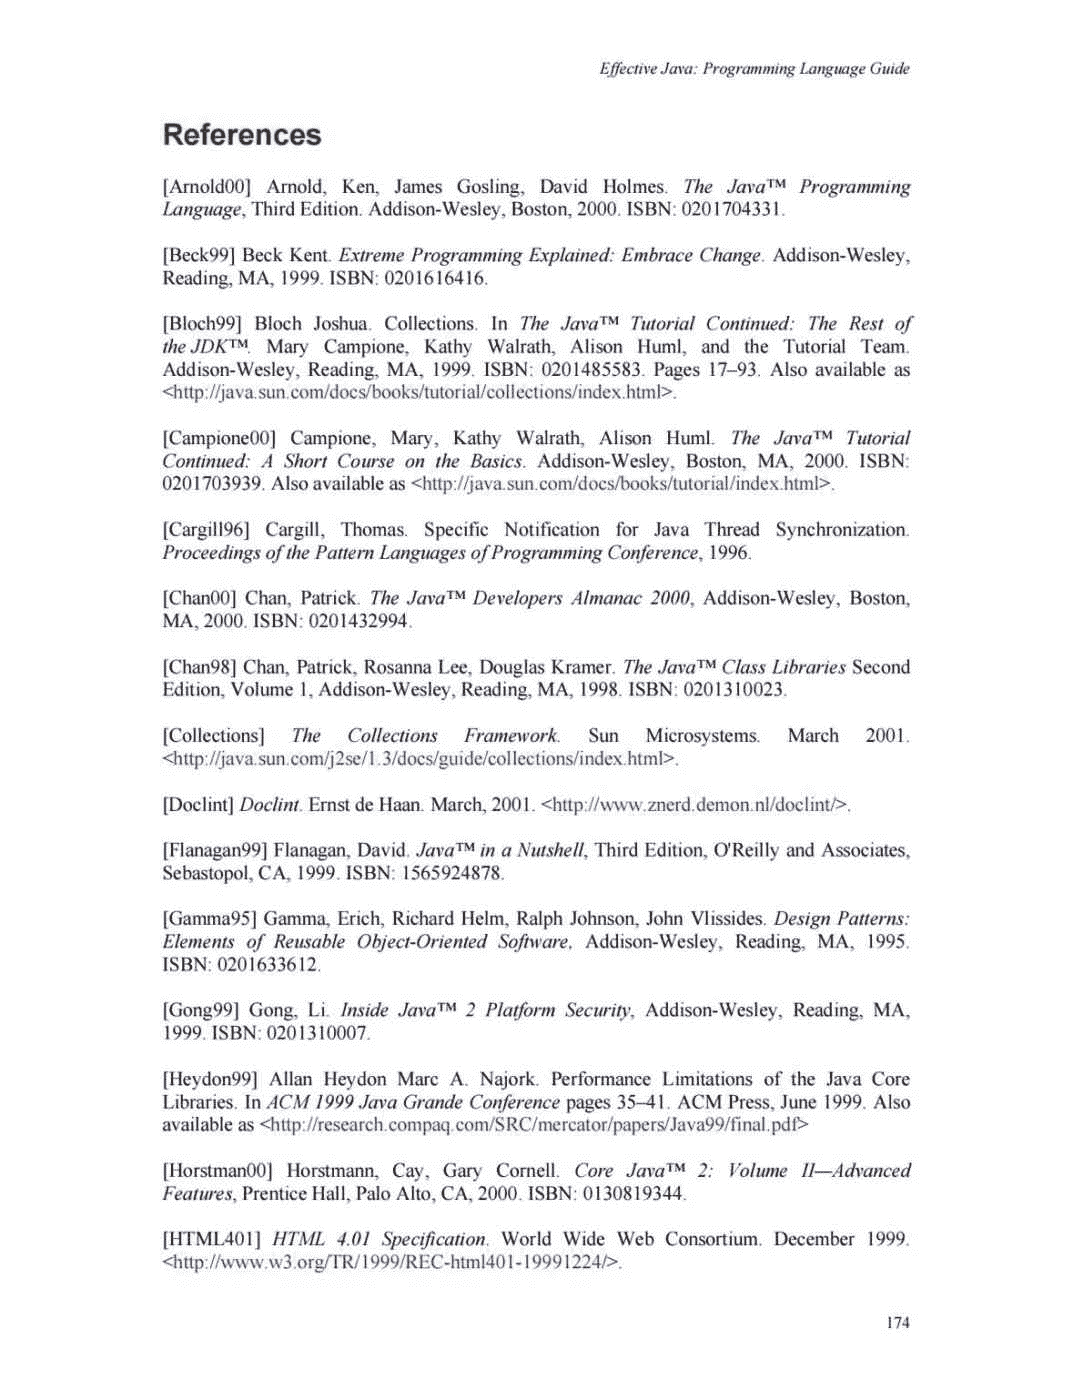 Effective Java: Programming Language Guide
References
[Arnold00] Arnold, Ken, James Gosling, David Holmes. The Java™ Programming
Language, Third Edition. Addison-Wesley, Boston, 2000. ISBN: 0201704331.
[Beck99] Beck Kent. Extreme Programming Explained: Embrace Change. Addison-Wesley,
Reading, MA, 1999. ISBN: 0201616416.
[Bloch99] Bloch Joshua. Collections. In The Java™ Tutorial Continued: The Rest of
the JDK™. Mary Campione, Kathy Walrath, Alison Huml, and the Tutorial Team.
Addison-Wesley, Reading, MA, 1999. ISBN: 0201485583. Pages 17–93. Also available as
<http://java.sun.com/docs/books/tutorial/collections/index.html>.
[Campione00] Campione, Mary, Kathy Walrath, Alison Huml. The Java™ Tutorial
Continued: A Short Course on the Basics. Addison-Wesley, Boston, MA, 2000. ISBN:
0201703939. Also available as <http://java.sun.com/docs/books/tutorial/index.html>.
[Cargill96] Cargill, Thomas. Specific Notification for Java Thread Synchronization.
Proceedings of the Pattern Languages of Programming Conference, 1996.
[Chan00] Chan, Patrick. The Java™ Developers Almanac 2000, Addison-Wesley, Boston,
MA, 2000. ISBN: 0201432994.
[Chan98] Chan, Patrick, Rosanna Lee, Douglas Kramer. The Java™ Class Libraries Second
Edition, Volume 1, Addison-Wesley, Reading, MA, 1998. ISBN: 0201310023.
[Collections] The Collections Framework. Sun Microsystems. March 2001.
<http://java.sun.com/j2se/1.3/docs/guide/collections/index.html>.
[Doclint] Doclint. Ernst de Haan. March, 2001. <http://www.znerd.demon.nl/doclint/>.
[Flanagan99] Flanagan, David. Java™ in a Nutshell, Third Edition, O'Reilly and Associates,
Sebastopol, CA, 1999. ISBN: 1565924878.
[Gamma95] Gamma, Erich, Richard Helm, Ralph Johnson, John Vlissides. Design Patterns:
Elements of Reusable Object-Oriented Software, Addison-Wesley, Reading, MA, 1995.
ISBN: 0201633612.
[Gong99] Gong, Li. Inside Java™ 2 Platform Security, Addison-Wesley, Reading, MA,
1999. ISBN: 0201310007.
[Heydon99] Allan Heydon Marc A. Najork. Performance Limitations of the Java Core
Libraries. In ACM 1999 Java Grande Conference pages 35–41. ACM Press, June 1999. Also
available as <http://research.compaq.com/SRC/mercator/papers/Java99/final.pdf>
[Horstman00] Horstmann, Cay, Gary Cornell. Core Java™ 2: Volume II—Advanced
Features, Prentice Hall, Palo Alto, CA, 2000. ISBN: 0130819344.
[HTML401] HTML 4.01 Specification. World Wide Web Consortium. December 1999.
<http://www.w3.org/TR/1999/REC-html401-19991224/>.
174